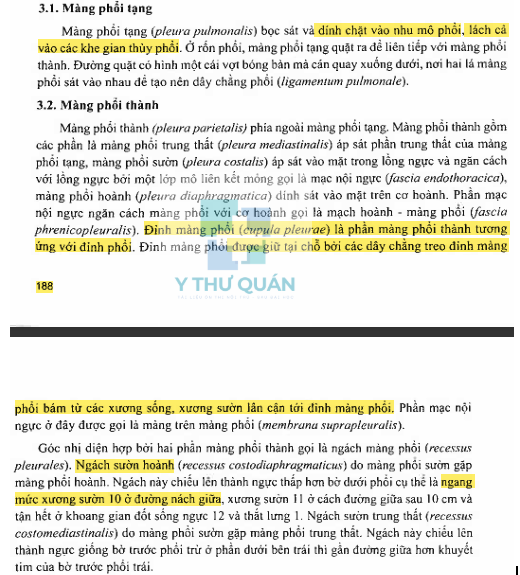 3.1. Màng phổi tạng
Màng phổi tạng (pleura pulmonalis) bọc sát và dính chặt vào nhu mô phổi, lách cả
vào các khe gian thùy phổi. Ở rốn phổi, màng phổi tạng quặt ra để liên tiếp với màng phổi
thành. Đường quặt có hình một cái vợt bóng bàn mà cán quay xuống dưới, nơi hai lá màng
phổi sát vào nhau để tạo nên dây chằng phổi (ligamentum pulmonale).
3.2. Màng phổi thành
Màng phổi thành (pleura parietalis) phía ngoài màng phổi tạng. Màng phổi thành gồm
các phần là màng phổi trung thất (pleura mediastinalis) áp sát phần trung thất của màng
phổi tạng, màng phổi sườn (pleura costalis) áp sát vào mặt trong lồng ngực và ngăn cách
với lồng ngực bởi một lớp mô liên kết mỏng gọi là mạc nội ngực (fascia endothoracica),
màng phổi hoành (pleura diaphragmatica) dính sát vào mặt trên cơ hoành. Phần mạc
nội ngực ngăn cách màng phổi với cơ hoành gọi là mạch hoành - màng phổi (fascia
phrenicopleuralis). Đỉnh màng phổi (cupula pleurae) là phần màng phổi thành tương
ứng với đỉnh phổi. Đỉnh màng phổi được giữ tại chỗ bởi các dây chằng treo đỉnh màng
Y THƯ QUÁN
188
phổi bám từ các xương sống, xương sườn lân cận tới đỉnh màng phổi. Phần mạc nội
ngực ở đây được gọi là màng trên màng phổi (membrana suprapleuralis).
Góc nhị diện hợp bởi hai phần màng phổi thành gọi là ngách màng phổi (recessus
pleurales). Ngách sườn hoành (recessus costodiaphragmaticus) do màng phổi sườn gặp
màng phổi hoành. Ngách này chiếu lên thành ngực thấp hơn bờ dưới phổi cụ thể là ngang
mức xương sườn 10 ở đường nách giữa, xương sườn 11 ở cách đường giữa sau 10 cm và
tận hết ở khoang gian đốt sống ngực 12 và thắt lưng 1. Ngách sườn trung thất (recessus
costomediastinalis) do màng phổi sườn gặp màng phổi trung thất. Ngách này chiếu lên
thành ngực giống bờ trước phổi trừ ở phần dưới bên trái thì gần đường giữa hơn khuyết
tim của bờ trước phổi trái.